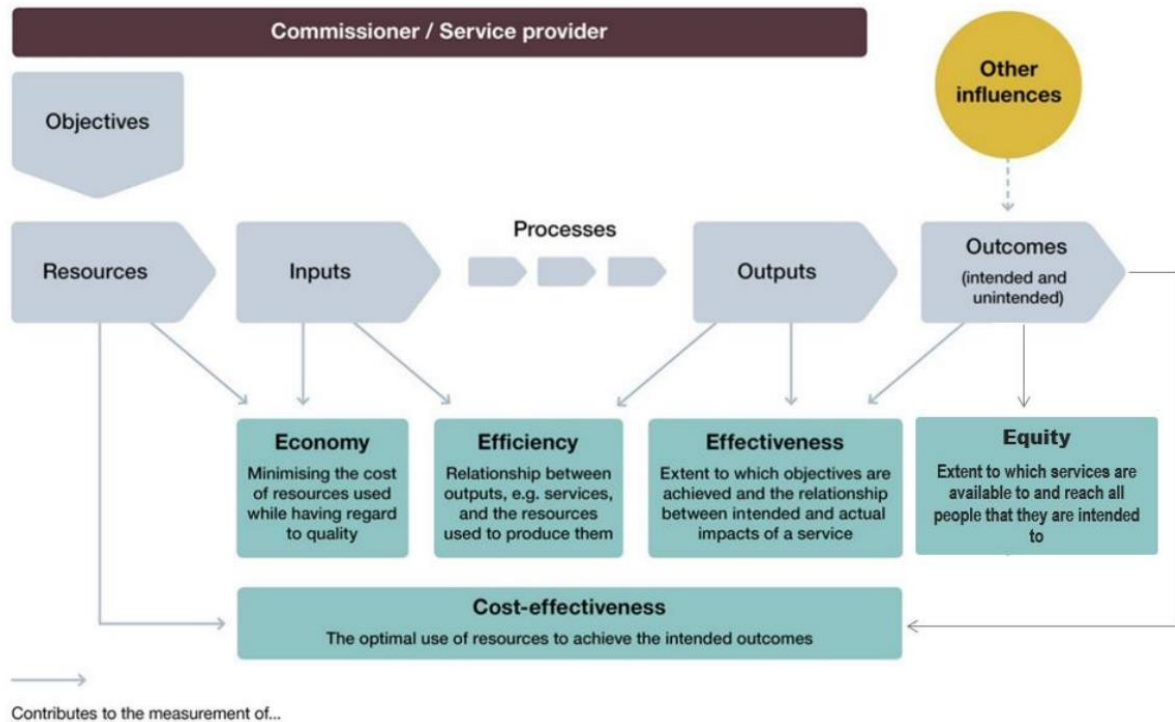 Commissioner / Service provider
Other
influences
Objectives
Resources
Inputs
Processes
Outputs
Outcomes
(intended and
unintended)
Economy
Minimising the cost
of resources used
while having regard
to quality
Efficiency
Relationship between
outputs, e.g. services,
and the resources
used to produce them
Effectiveness
Extent to which objectives are
achieved and the relationship
between intended and actual
impacts of a service
Equity
Extent to which services are
available to and reach all
people that they are intended
to
Cost-effectiveness
The optimal use of resources to achieve the intended outcomes
Contributes to the measurement of...